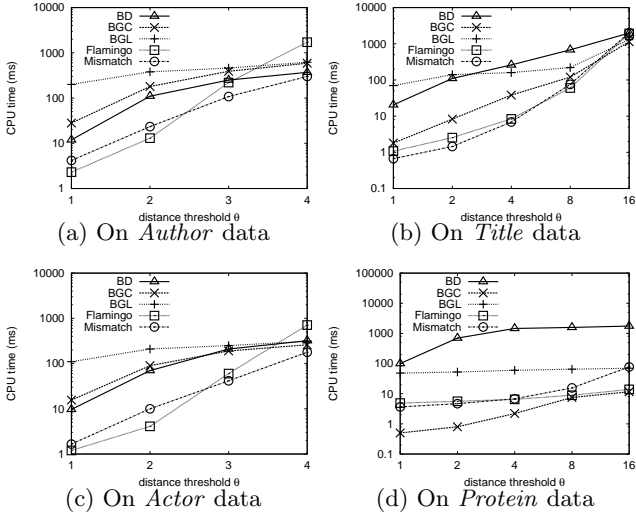 10000
1000
100
10
1
CPU time (ms)
BD
BGC
BGL
Flamingo
Mismatch
1 2 3 4
distance threshold θ
(a) On Author data
10000
1000
100
10
1
0.1
CPU time (ms)
BD
BGC
BGL
Flamingo
Mismatch
1 2 4 8 16
distance threshold θ
(b) On Title data
10000
1000
100
10
1
CPU time (ms)
BD
BGC
BGL
Flamingo
Mismatch
1 2 3 4
distance threshold θ
(c) On Actor data
100000
10000
1000
100
10
1
0.1
CPU time (ms)
BD
BGC
BGL
Flamingo
Mismatch
1 2 4 8 16
distance threshold θ
(d) On Protein data